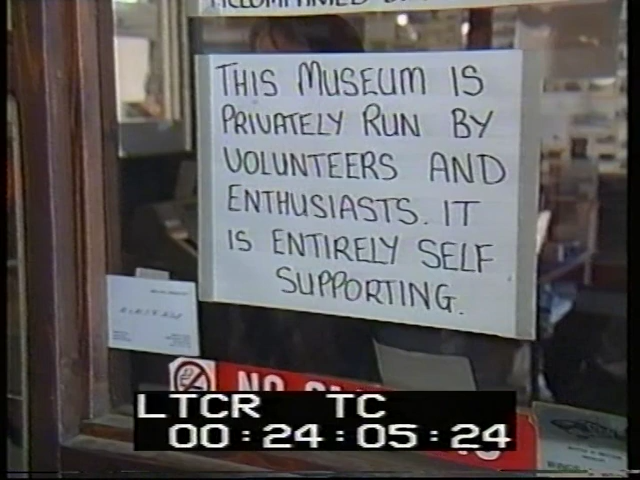 THIS MUSEUM IS
PRIVATELY RUN BY
VOLUNTEERS AND
ENTHUSIASTS. IT
IS ENTIRELY SELF
SUPPORTING.
NO
LTCR TC
00:24:05:24